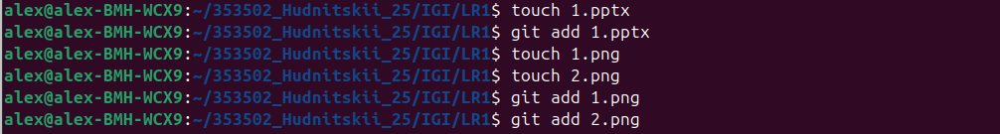 alex@alex-BMH-WCX9:~/353502_Hudnitskii_25/IGI/LR1$ touch 1.pptx
alex@alex-BMH-WCX9:~/353502_Hudnitskii_25/IGI/LR1$ git add 1.pptx
alex@alex-BMH-WCX9:~/353502_Hudnitskii_25/IGI/LR1$ touch 1.png
alex@alex-BMH-WCX9:~/353502_Hudnitskii_25/IGI/LR1$ touch 2.png
alex@alex-BMH-WCX9:~/353502_Hudnitskii_25/IGI/LR1$ git add 1.png
alex@alex-BMH-WCX9:~/353502_Hudnitskii_25/IGI/LR1$ git add 2.png